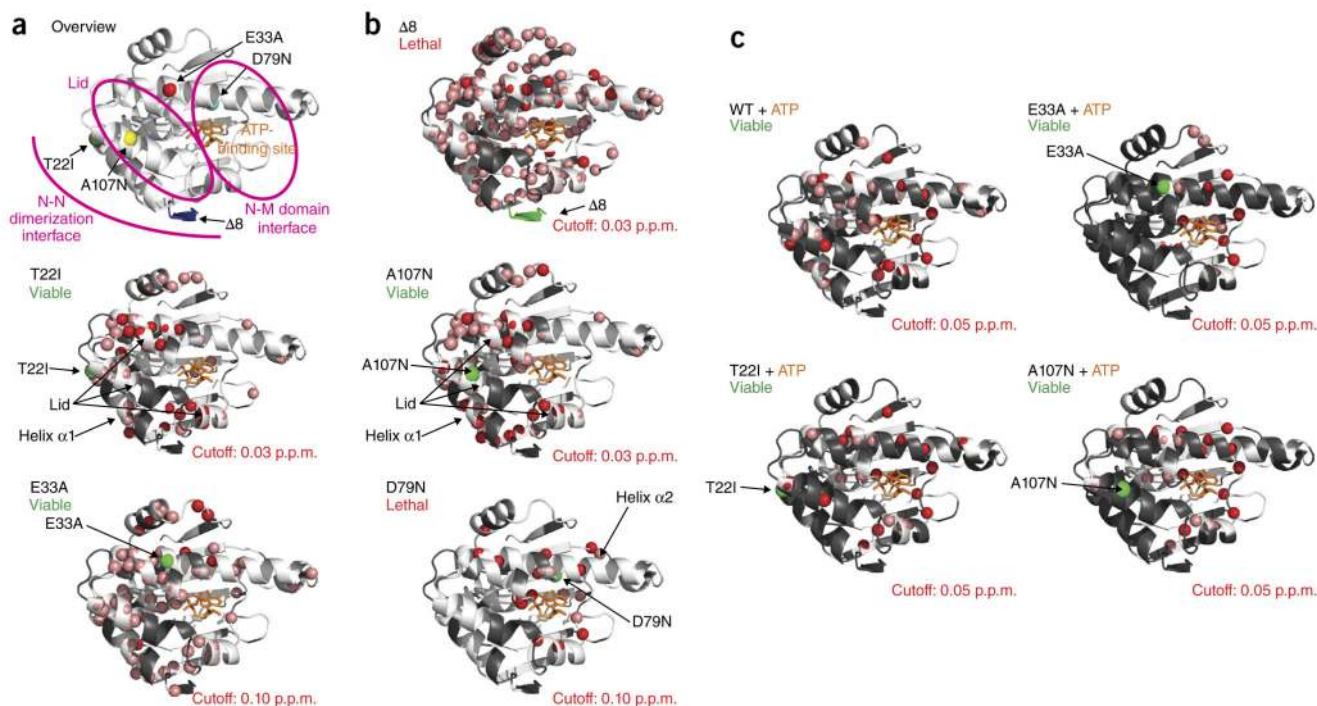 a
Overview
E33A
D79N
Lid
ATP-
binding site
T22I
A107N
N-N
dimerization
interface
N-M domain
interface
Δ8
T22I
Viable
T22I
Lid
Helix α1
Cutoff: 0.03 p.p.m.
E33A
Viable
E33A
Cutoff: 0.10 p.p.m.
b
Δ8
Lethal
Δ8
Cutoff: 0.03 p.p.m.
A107N
Viable
A107N
Lid
Helix α1
Cutoff: 0.03 p.p.m.
D79N
Lethal
Helix α2
D79N
Cutoff: 0.10 p.p.m.
c
WT + ATP
Viable
Cutoff: 0.05 p.p.m.
E33A + ATP
Viable
E33A
Cutoff: 0.05 p.p.m.
T22I + ATP
Viable
T22I
Cutoff: 0.05 p.p.m.
A107N + ATP
Viable
A107N
Cutoff: 0.05 p.p.m.